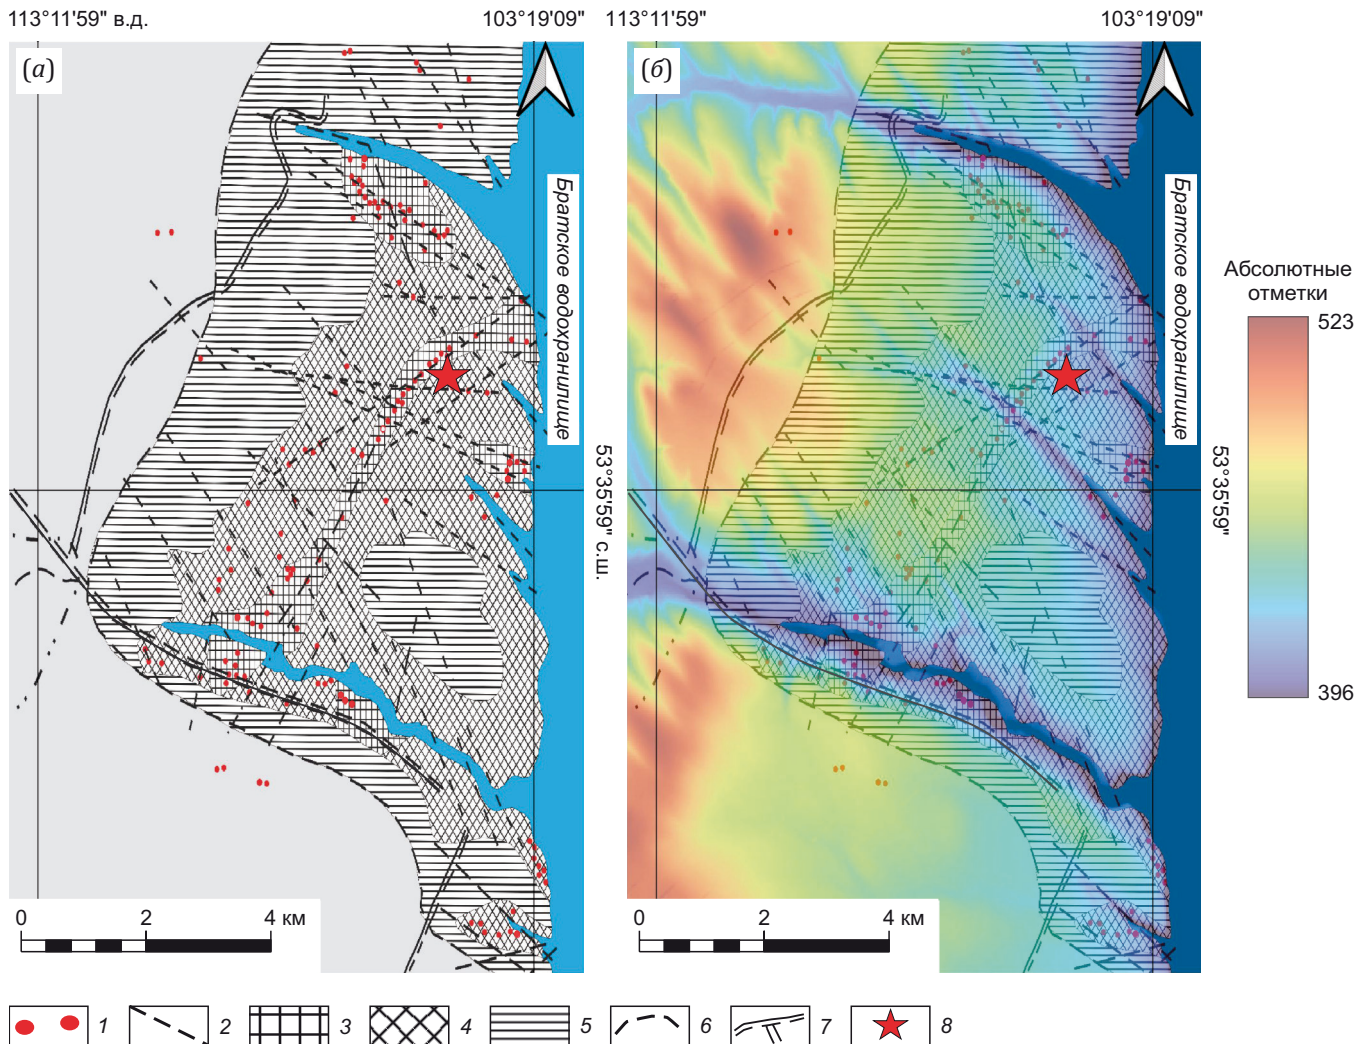 113°11'59" в.д.
103°19'09"
113°11'59"
103°19'09"
(а)
(б)
Братское водохранилище
Братское водохранилище
53°35'59" с.ш.
53°35'59"
Абсолютные
отметки
523
396
0 2 4 км
0 2 4 км
1 2 3 4 5 6 7 8